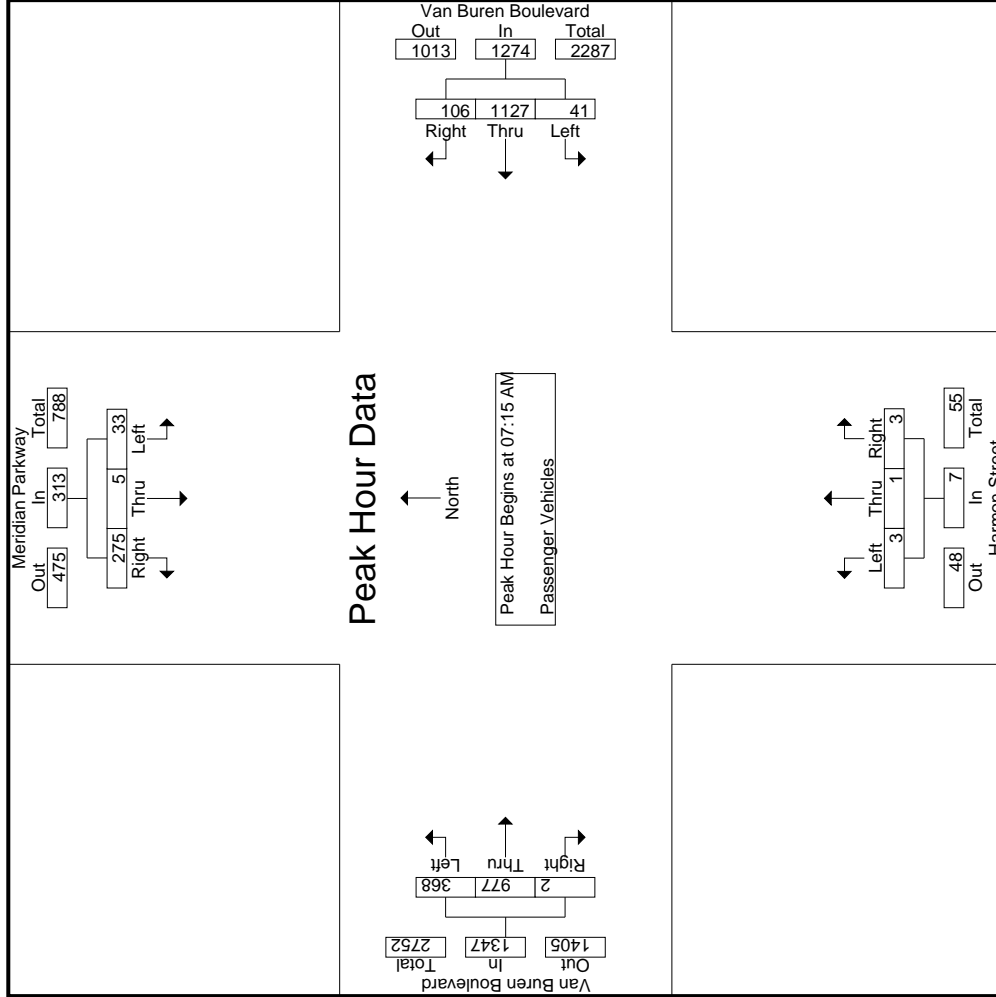 Van Buren Boulevard
Out In Total
1013 1274 2287
106 1127 41
Right Thru Left
Meridian Parkway
Out In Total
475 313 788
275 5 33
Right Thru Left
Peak Hour Data
North
Peak Hour Begins at 07:15 AM
Passenger Vehicles
Left Thru Right
3 1 3
48 7 55
Out In Total
Harmon Street
Left Thru Right
368 977 2
2752 1347 1405
Total In Out
Van Buren Boulevard